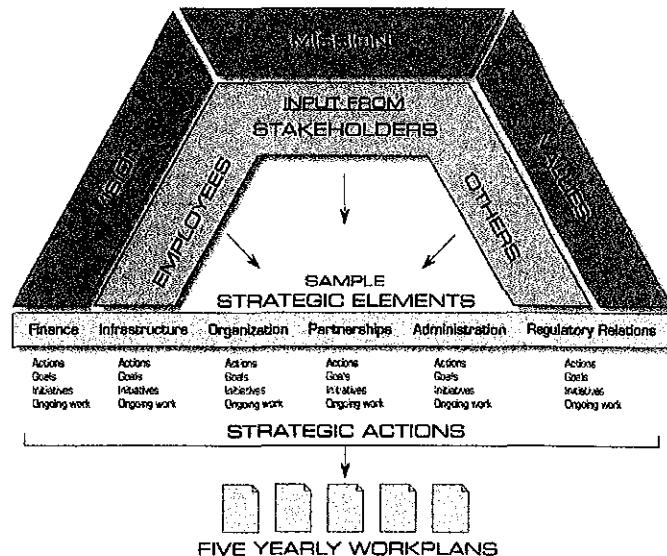 MISSION
INPUT FROM
STAKEHOLDERS
VISION
EMPLOYEES
OTHERS
VALUES
SAMPLE
STRATEGIC ELEMENTS
Finance Infrastructure Organization Partnerships Administration Regulatory Relations
Actions Actions Actions Actions Actions Actions
Goals Goals Goals Goals Goals Goals
Initiatives Initiatives Initiatives Initiatives Initiatives Initiatives
Ongoing work Ongoing work Ongoing work Ongoing work Ongoing work Ongoing work
STRATEGIC ACTIONS
FIVE YEARLY WORKPLANS